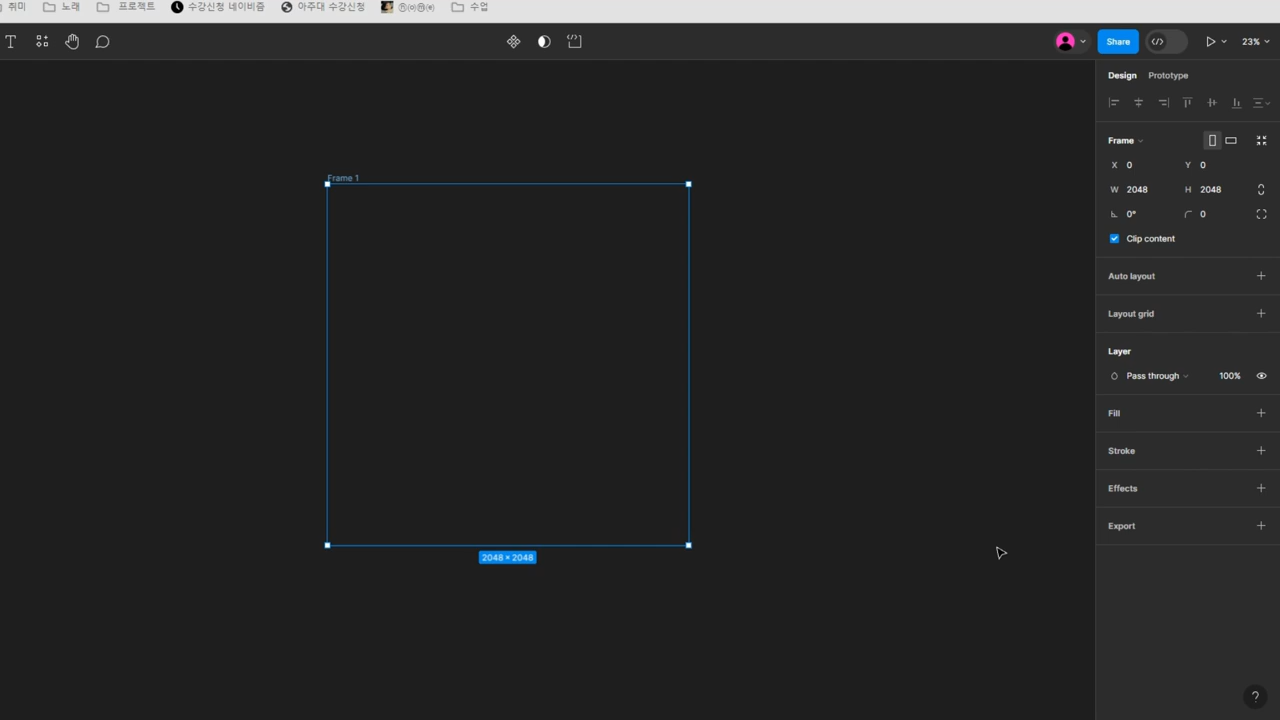 취미 노래 프로젝트 수강신청 네이비즘 아주대 수강신청 ⓗⓞⓜⓔ 수업
Share 23%
Design Prototype
Frame
X 0 Y 0
Frame 1
W 2048 H 2048
0° 0
Clip content
Auto layout
Layout grid
Layer
Pass through 100%
Fill
Stroke
Effects
Export
2048 × 2048
?